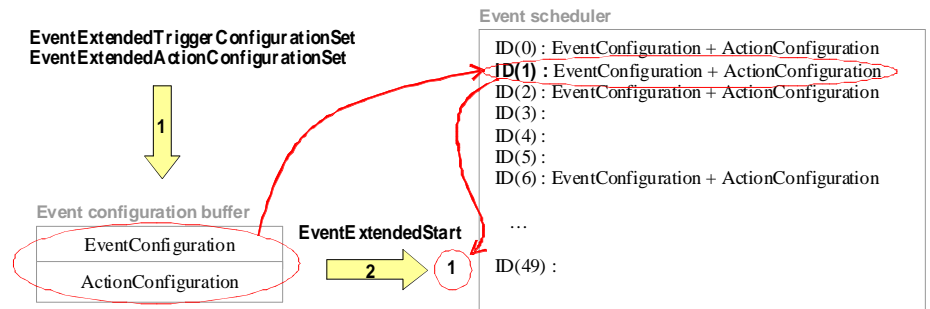 Event scheduler
EventExtendedTriggerConfigurationSet
EventExtendedActionConfigurationSet
ID(0) : EventConfiguration + ActionConfiguration
ID(1) : EventConfiguration + ActionConfiguration
ID(2) : EventConfiguration + ActionConfiguration
ID(3) :
ID(4) :
ID(5) :
ID(6) : EventConfiguration + ActionConfiguration
...
ID(49) :
1
Event configuration buffer
EventConfiguration
ActionConfiguration
EventExtendedStart
2
1